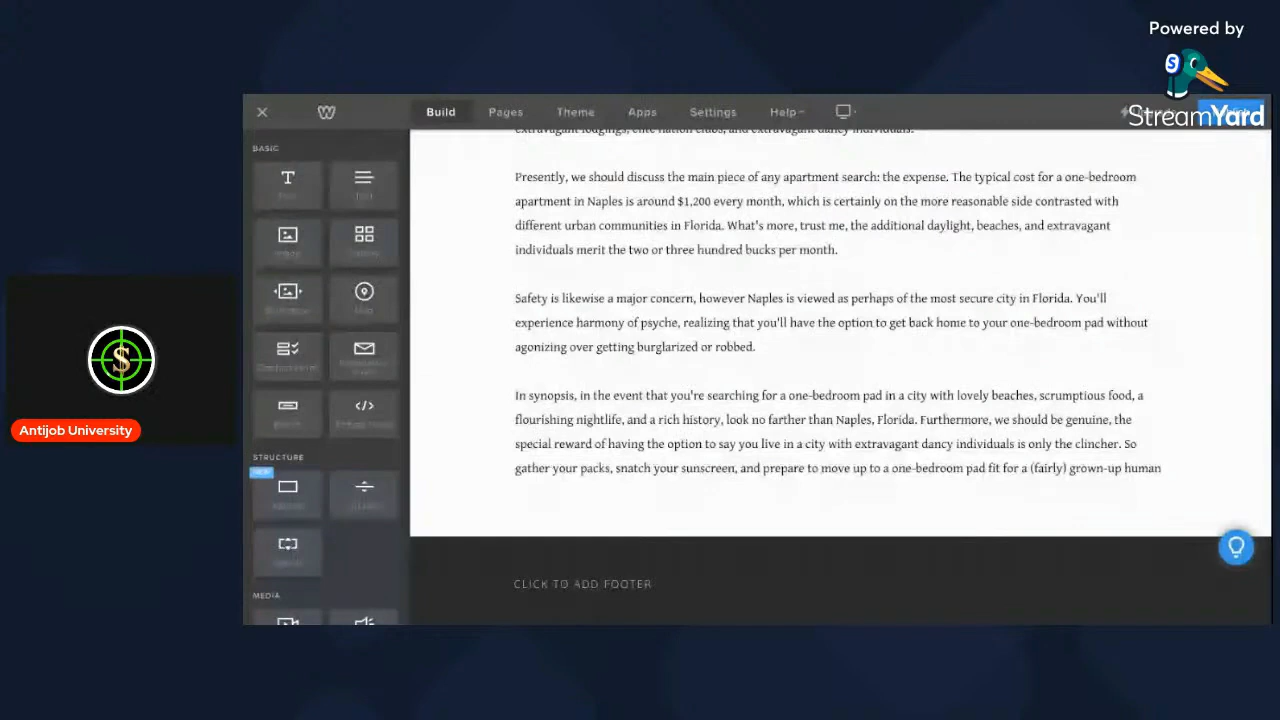 Powered by
StreamYard
Build Pages Theme Apps Settings Help
BASIC
extravagant lodgings, elite nation clubs, and extravagant dancy individuals.
Presently, we should discuss the main piece of any apartment search: the expense. The typical cost for a one-bedroom
apartment in Naples is around $1,200 every month, which is certainly on the more reasonable side contrasted with
different urban communities in Florida. What's more, trust me, the additional daylight, beaches, and extravagant
individuals merit the two or three hundred bucks per month.
Safety is likewise a major concern, however Naples is viewed as perhaps of the most secure city in Florida. You'll
experience harmony of psyche, realizing that you'll have the option to get back home to your one-bedroom pad without
agonizing over getting burglarized or robbed.
In synopsis, in the event that you're searching for a one-bedroom pad in a city with lovely beaches, scrumptious food, a
flourishing nightlife, and a rich history, look no farther than Naples, Florida. Furthermore, we should be genuine, the
special reward of having the option to say you live in a city with extravagant dancy individuals is only the clincher. So
gather your packs, snatch your sunscreen, and prepare to move up to a one-bedroom pad fit for a (fairly) grown-up human
$
Antijob University
STRUCTURE
NEW
MEDIA
CLICK TO ADD FOOTER